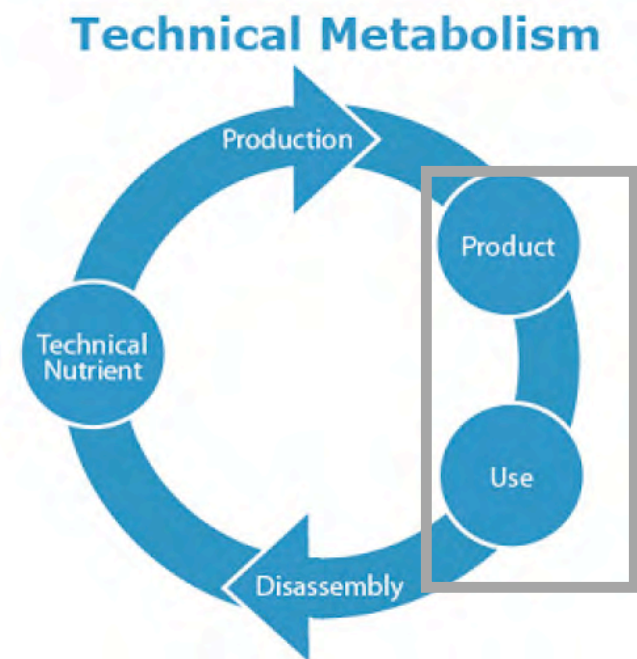 Technical Metabolism
Production
Product
Technical
Nutrient
Use
Disassembly